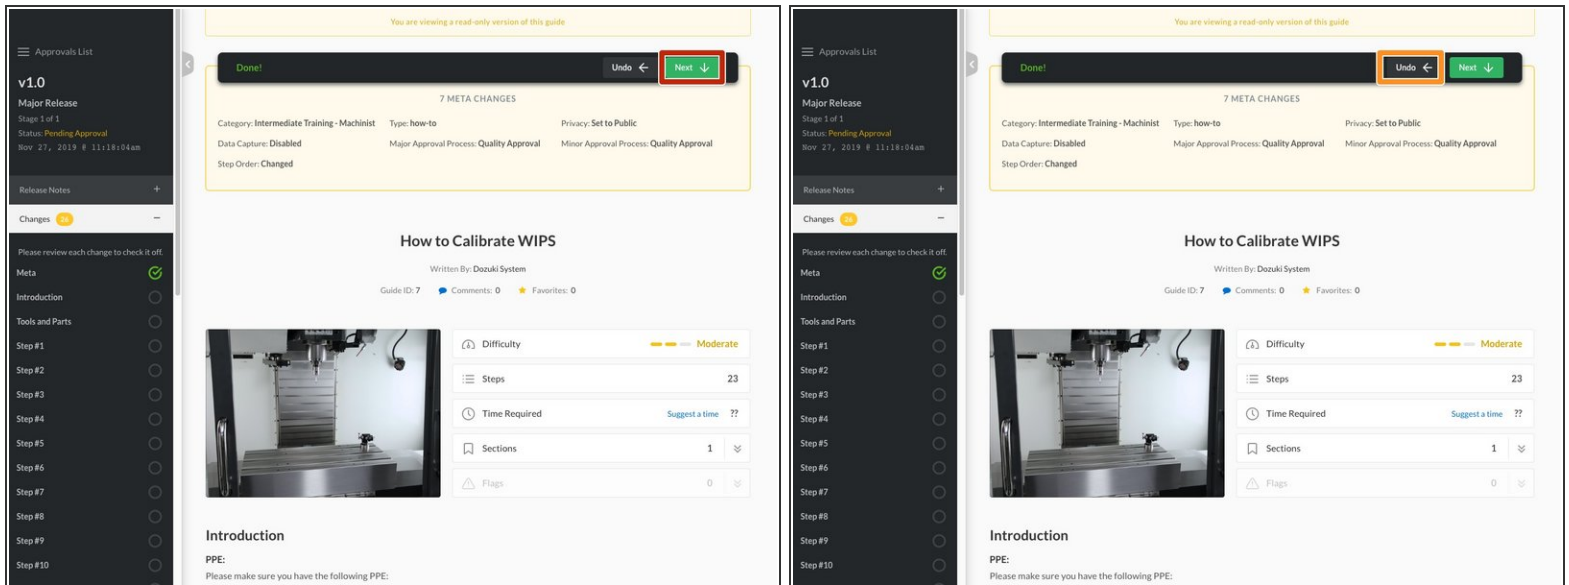 You are viewing a read-only version of this guide
Approvals List
v1.0
Major Release
Stage 1 of 1
Status: Pending Approval
Nov 27, 2019 @ 11:18:04am
Release Notes +
Changes 26 −
Please review each change to check it off.
Meta
Introduction
Tools and Parts
Step #1
Step #2
Step #3
Step #4
Step #5
Step #6
Step #7
Step #8
Step #9
Step #10
Done!
Undo
Next
7 META CHANGES
Category: Intermediate Training - Machinist Type: how-to Privacy: Set to Public
Data Capture: Disabled Major Approval Process: Quality Approval Minor Approval Process: Quality Approval
Step Order: Changed
How to Calibrate WIPS
Written By: Dozuki System
Guide ID: 7 Comments: 0 Favorites: 0
Difficulty Moderate
Steps 23
Time Required Suggest a time ??
Sections 1
Flags 0
Introduction
PPE:
Please make sure you have the following PPE:
You are viewing a read-only version of this guide
Approvals List
v1.0
Major Release
Stage 1 of 1
Status: Pending Approval
Nov 27, 2019 @ 11:18:04am
Release Notes +
Changes 26 −
Please review each change to check it off.
Meta
Introduction
Tools and Parts
Step #1
Step #2
Step #3
Step #4
Step #5
Step #6
Step #7
Step #8
Step #9
Step #10
Done!
Undo
Next
7 META CHANGES
Category: Intermediate Training - Machinist Type: how-to Privacy: Set to Public
Data Capture: Disabled Major Approval Process: Quality Approval Minor Approval Process: Quality Approval
Step Order: Changed
How to Calibrate WIPS
Written By: Dozuki System
Guide ID: 7 Comments: 0 Favorites: 0
Difficulty Moderate
Steps 23
Time Required Suggest a time ??
Sections 1
Flags 0
Introduction
PPE:
Please make sure you have the following PPE: